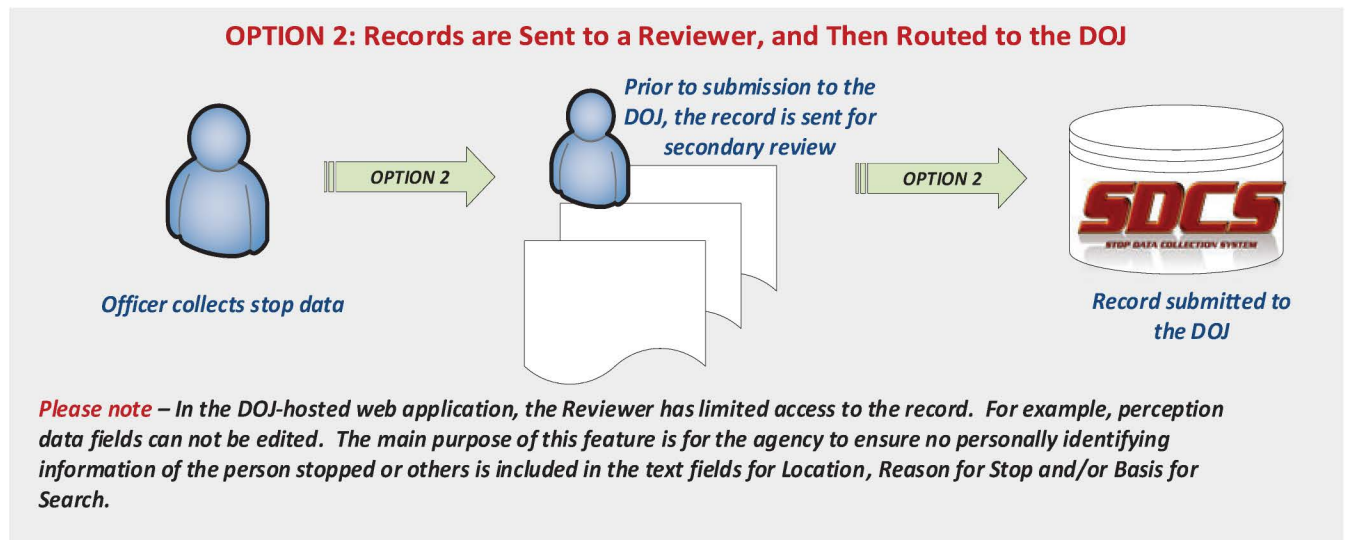 OPTION 2: Records are Sent to a Reviewer, and Then Routed to the DOJ
Prior to submission to the
DOJ, the record is sent for
secondary review
OPTION 2
OPTION 2
SDCS
STOP DATA COLLECTION SYSTEM
Officer collects stop data
Record submitted to
the DOJ
Please note – In the DOJ-hosted web application, the Reviewer has limited access to the record.  For example, perception
data fields can not be edited.  The main purpose of this feature is for the agency to ensure no personally identifying
information of the person stopped or others is included in the text fields for Location, Reason for Stop and/or Basis for
Search.